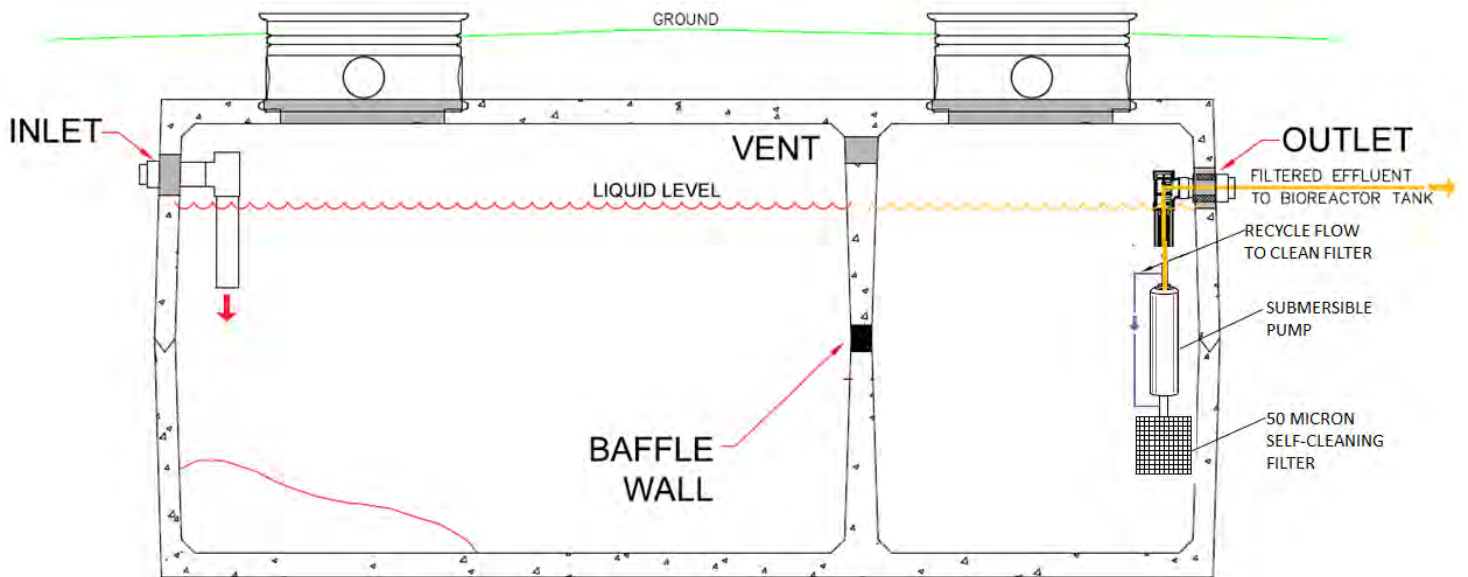 GROUND
INLET
VENT
OUTLET
LIQUID LEVEL
FILTERED EFFLUENT
TO BIOREACTOR TANK
RECYCLE FLOW
TO CLEAN FILTER
SUBMERSIBLE
PUMP
BAFFLE
WALL
50 MICRON
SELF-CLEANING
FILTER